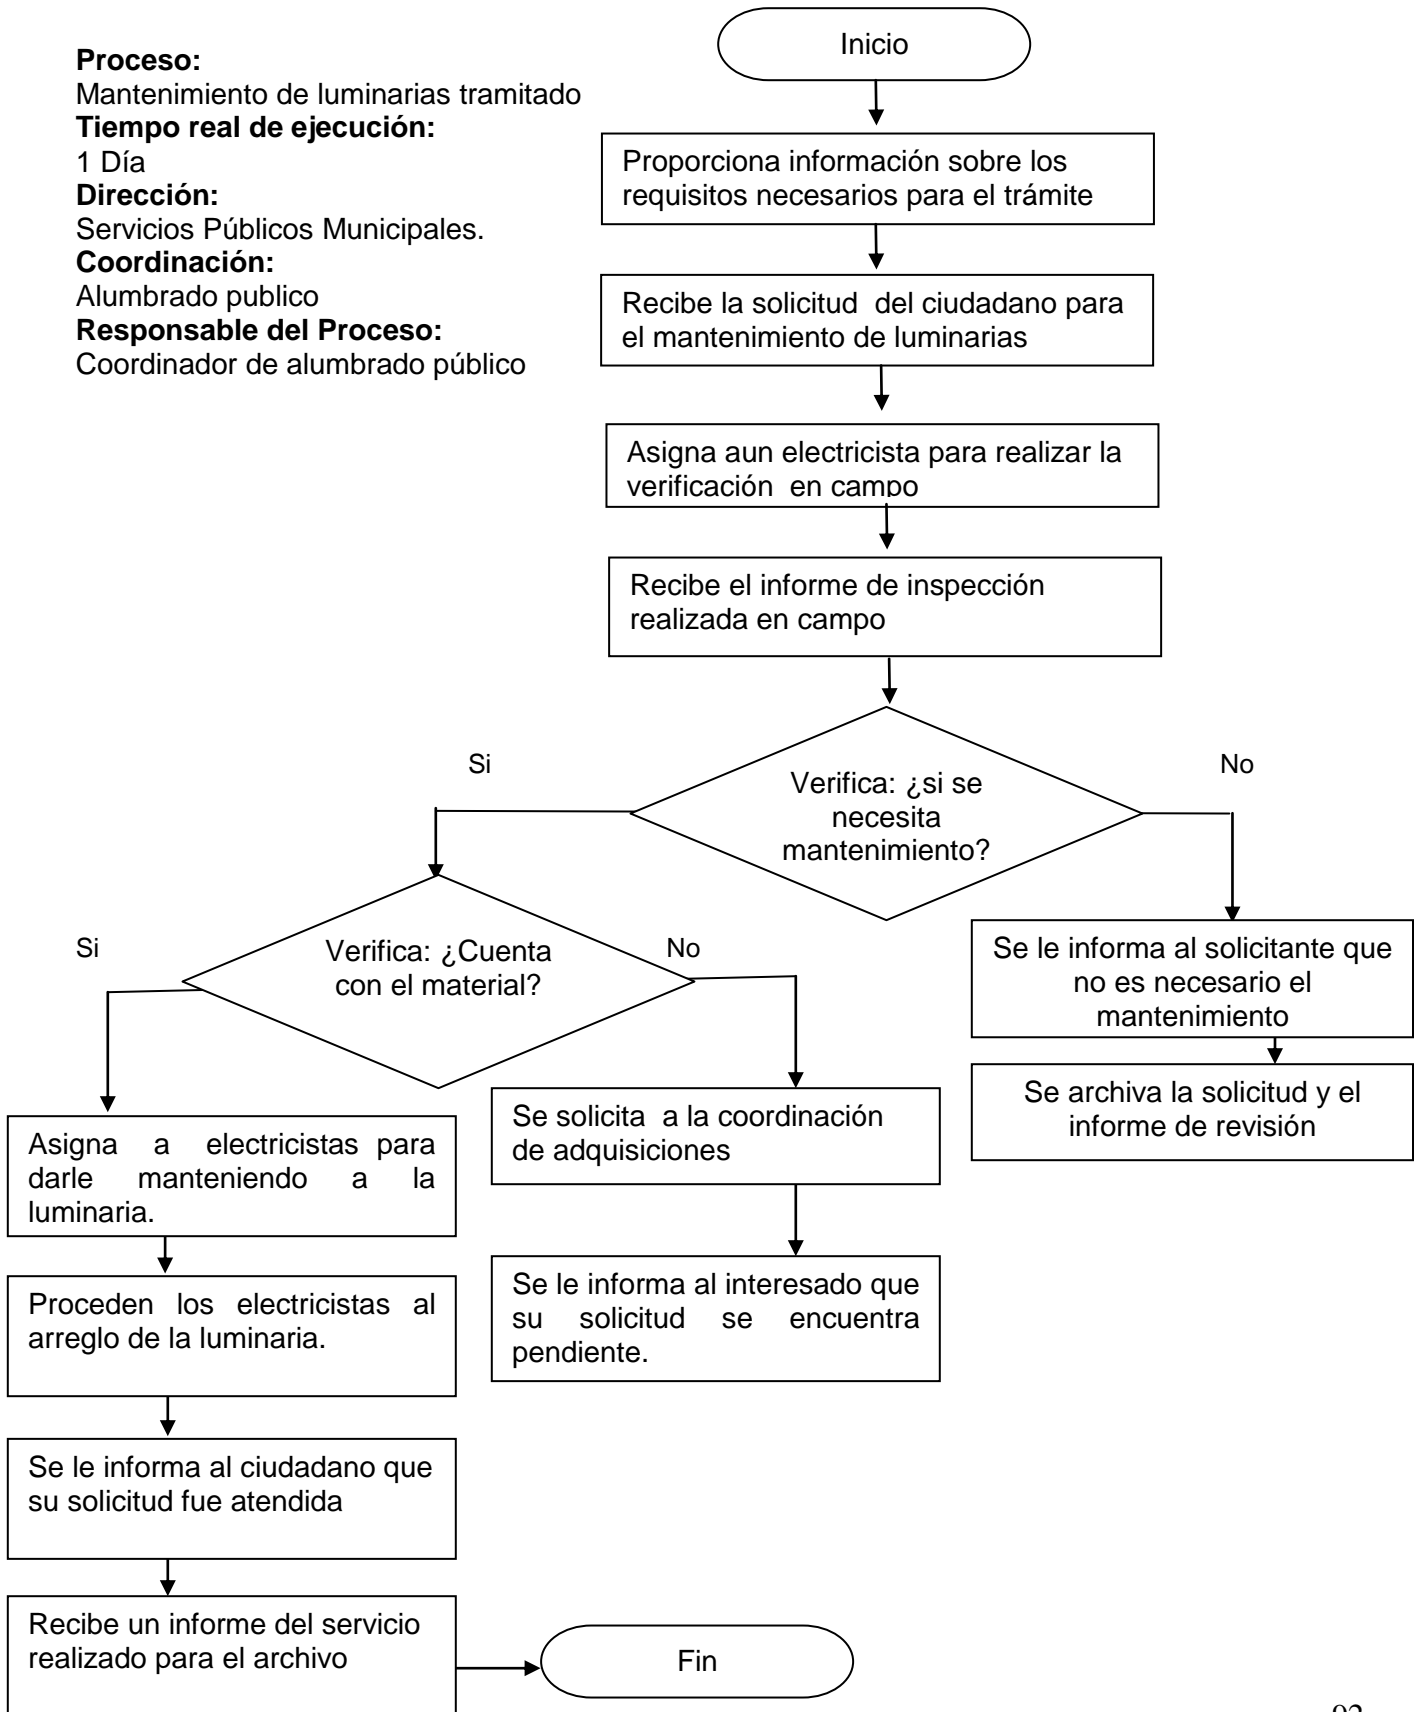 Proceso:
Mantenimiento de luminarias tramitado
Tiempo real de ejecución:
1 Día
Dirección:
Servicios Públicos Municipales.
Coordinación:
Alumbrado publico
Responsable del Proceso:
Coordinador de alumbrado público
Inicio
Proporciona información sobre los
requisitos necesarios para el trámite
Recibe la solicitud del ciudadano para
el mantenimiento de luminarias
Asigna aun electricista para realizar la
verificación en campo
Recibe el informe de inspección
realizada en campo
Si
Verifica: ¿si se
necesita
mantenimiento?
No
Si
Verifica: ¿Cuenta
con el material?
No
Se le informa al solicitante que
no es necesario el
mantenimiento
Se archiva la solicitud y el
informe de revisión
Se solicita a la coordinación
de adquisiciones
Se le informa al interesado que
su solicitud se encuentra
pendiente.
Asigna a electricistas para
darle manteniendo a la
luminaria.
Proceden los electricistas al
arreglo de la luminaria.
Se le informa al ciudadano que
su solicitud fue atendida
Recibe un informe del servicio
realizado para el archivo
Fin